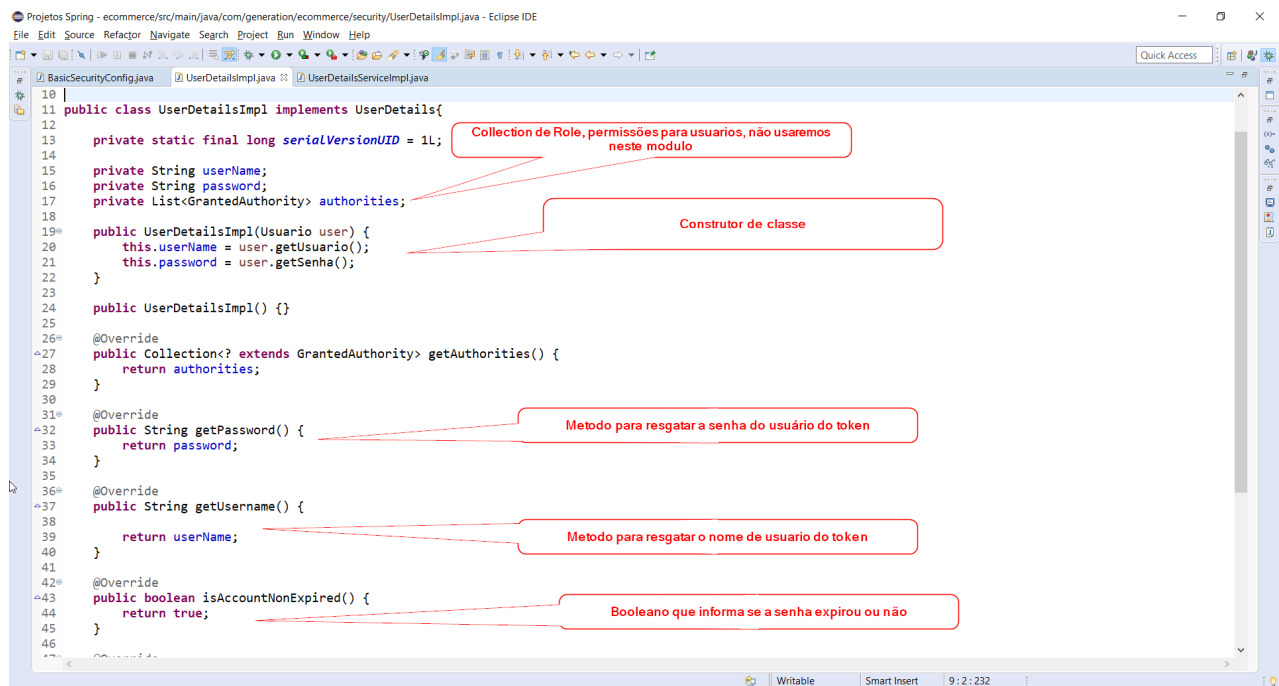 Projetos Spring - ecommerce/src/main/java/com/generation/ecommerce/security/UserDetailsImpl.java - Eclipse IDE
File Edit Source Refactor Navigate Search Project Run Window Help
Quick Access
BasicSecurityConfig.java UserDetailsImpl.java UserDetailsServiceImpl.java
10
11 public class UserDetailsImpl implements UserDetails{
12
13 private static final long serialVersionUID = 1L;
Collection de Role, permissões para usuarios, não usaremos
neste modulo
14
15 private String userName;
16 private String password;
17 private List<GrantedAuthority> authorities;
18
19 public UserDetailsImpl(Usuario user) {
20 this.userName = user.getUsuario();
21 this.password = user.getSenha();
Construtor de classe
22 }
23
24 public UserDetailsImpl() {}
25
26 @Override
27 public Collection<? extends GrantedAuthority> getAuthorities() {
28 return authorities;
29 }
30
31 @Override
32 public String getPassword() {
33 return password;
Metodo para resgatar a senha do usuário do token
34 }
35
36 @Override
37 public String getUsername() {
38
39 return userName;
Metodo para resgatar o nome de usuario do token
40 }
41
42 @Override
43 public boolean isAccountNonExpired() {
44 return true;
Booleano que informa se a senha expirou ou não
45 }
46
Writable Smart Insert 9 : 2 : 232